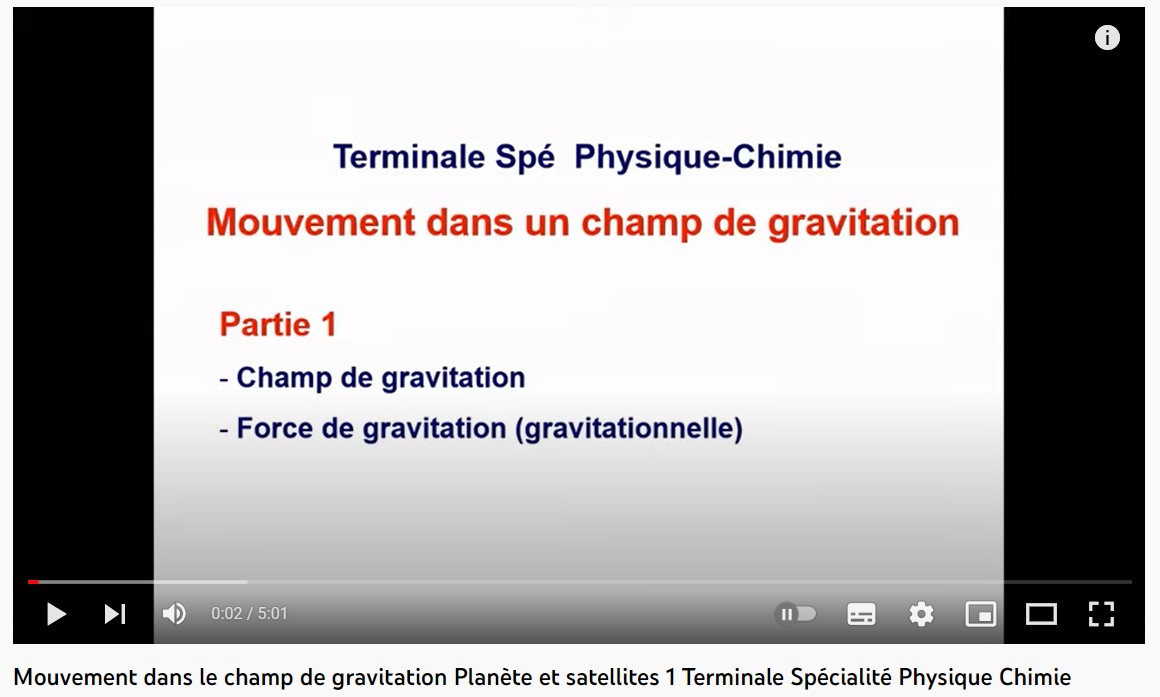 Terminale Spé Physique-Chimie
Mouvement dans un champ de gravitation
Partie 1
- Champ de gravitation
- Force de gravitation (gravitationnelle)
0:02 / 5:01
Mouvement dans le champ de gravitation Planète et satellites 1 Terminale Spécialité Physique Chimie